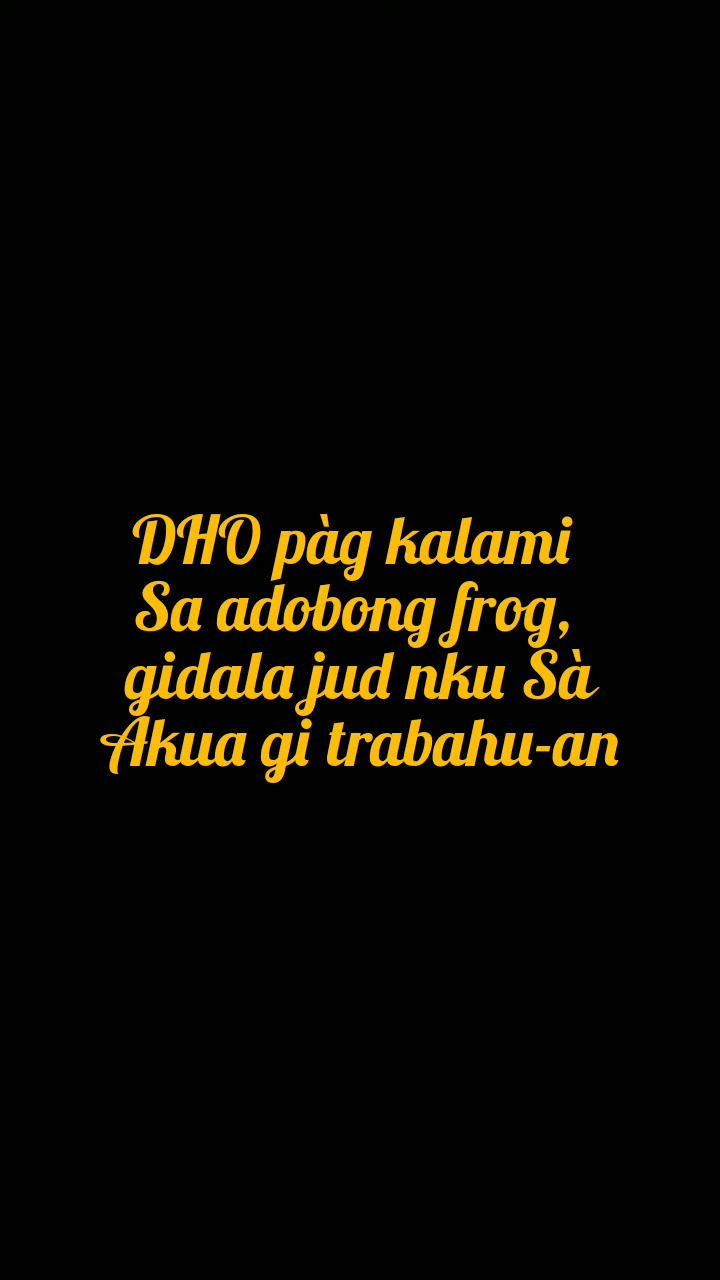 DHO pàg kalami
Sa adobong frog,
gidala jud nku Sà
Akua gi trabahu-an